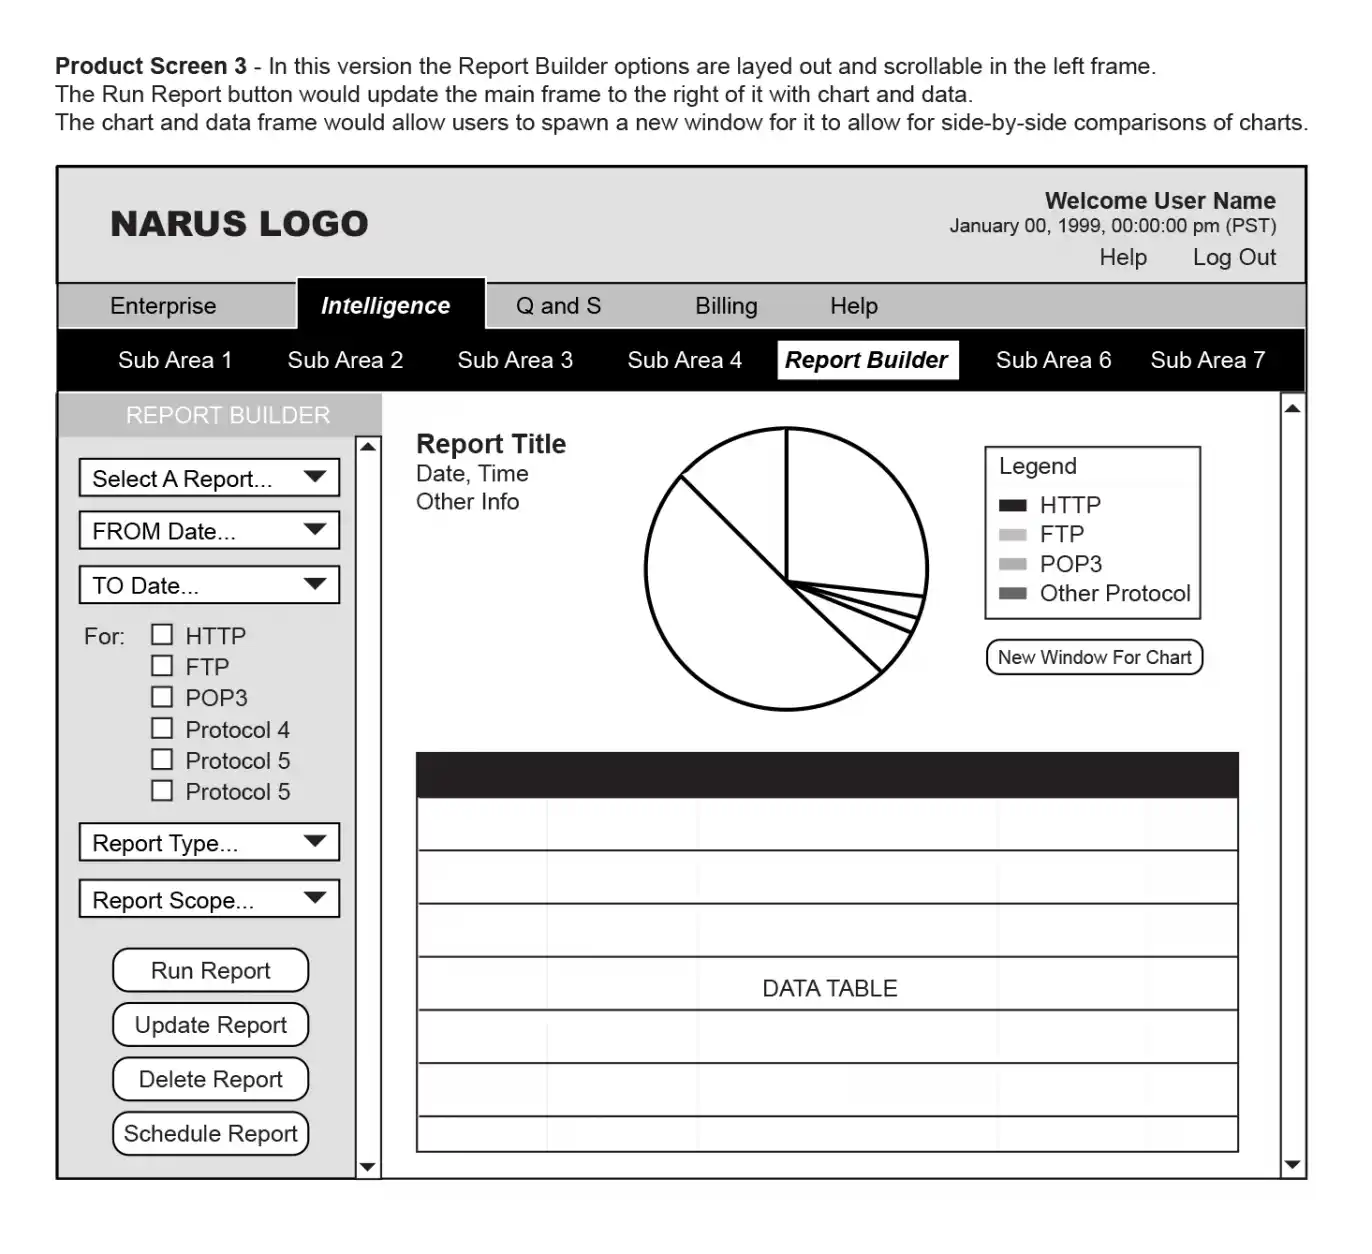 Product Screen 3 - In this version the Report Builder options are layed out and scrollable in the left frame.
The Run Report button would update the main frame to the right of it with chart and data.
The chart and data frame would allow users to spawn a new window for it to allow for side-by-side comparisons of charts.
NARUS LOGO
Welcome User Name
January 00, 1999, 00:00:00 pm (PST)
Help Log Out
Enterprise Intelligence Q and S Billing Help
Sub Area 1 Sub Area 2 Sub Area 3 Sub Area 4 Report Builder Sub Area 6 Sub Area 7
REPORT BUILDER
Select A Report...
FROM Date...
TO Date...
For: HTTP
FTP
POP3
Protocol 4
Protocol 5
Protocol 5
Report Type...
Report Scope...
Run Report
Update Report
Delete Report
Schedule Report
Report Title
Date, Time
Other Info
Legend
HTTP
FTP
POP3
Other Protocol
New Window For Chart
DATA TABLE